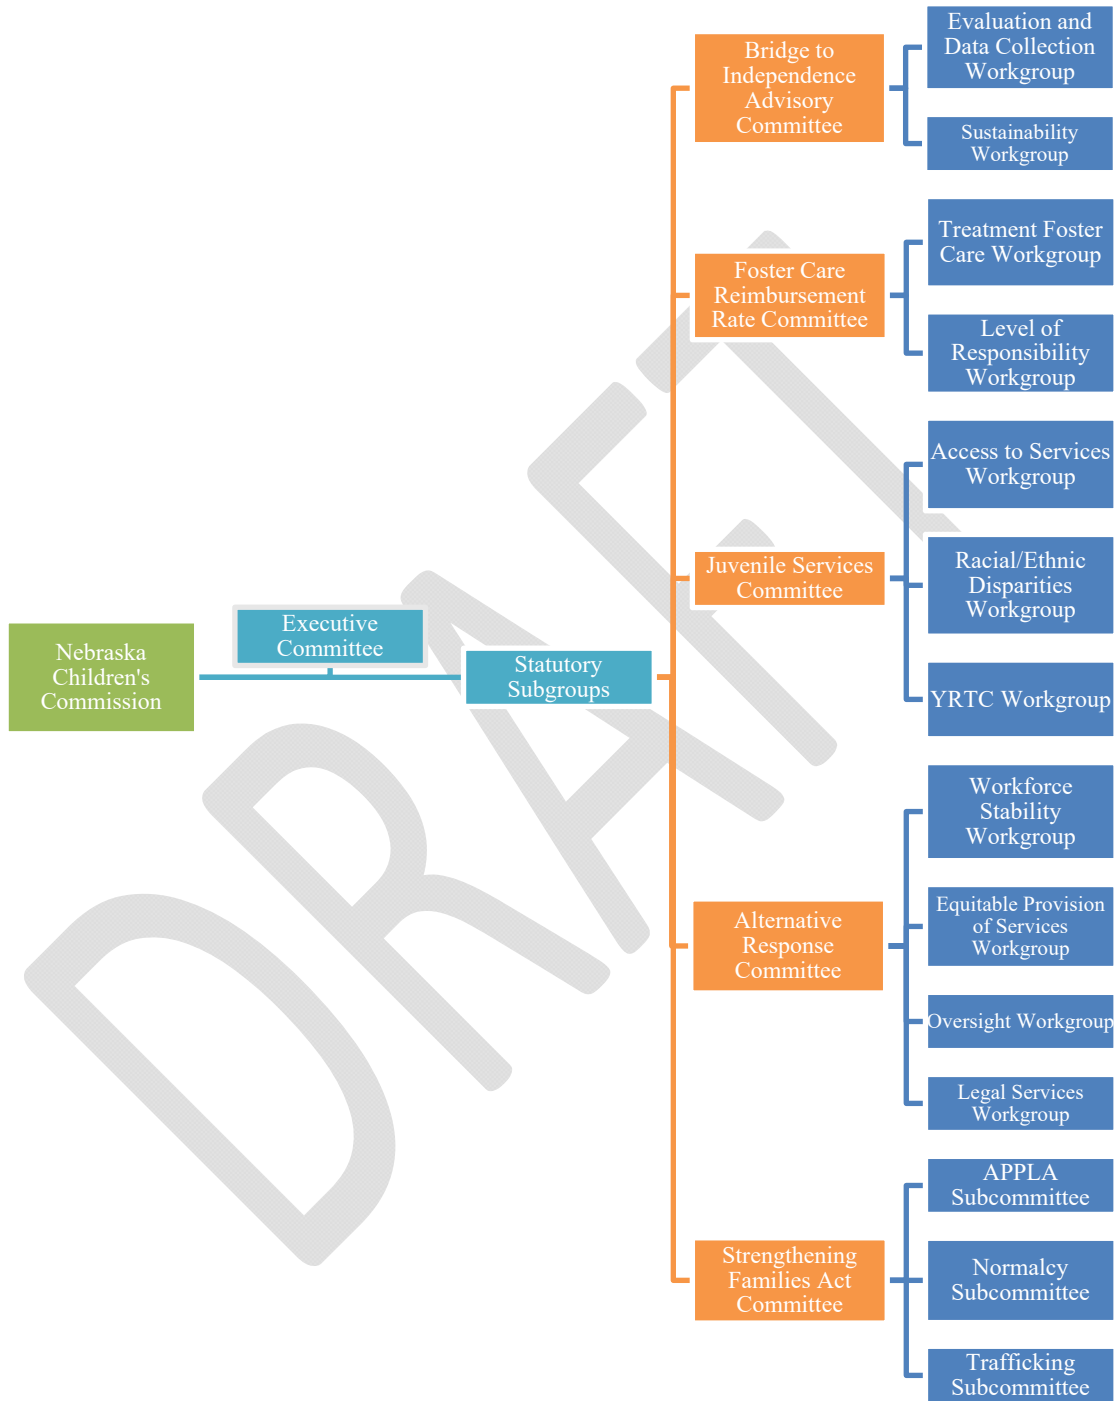 Nebraska
Children's
Commission
Executive
Committee
Statutory
Subgroups
Bridge to
Independence
Advisory
Committee
Evaluation and
Data Collection
Workgroup
Sustainability
Workgroup
Foster Care
Reimbursement
Rate Committee
Treatment Foster
Care Workgroup
Level of
Responsibility
Workgroup
Juvenile Services
Committee
Access to Services
Workgroup
Racial/Ethnic
Disparities
Workgroup
YRTC Workgroup
Alternative
Response
Committee
Workforce
Stability
Workgroup
Equitable Provision
of Services
Workgroup
Oversight Workgroup
Legal Services
Workgroup
Strengthening
Families Act
Committee
APPLA
Subcommittee
Normalcy
Subcommittee
Trafficking
Subcommittee
DRAFT